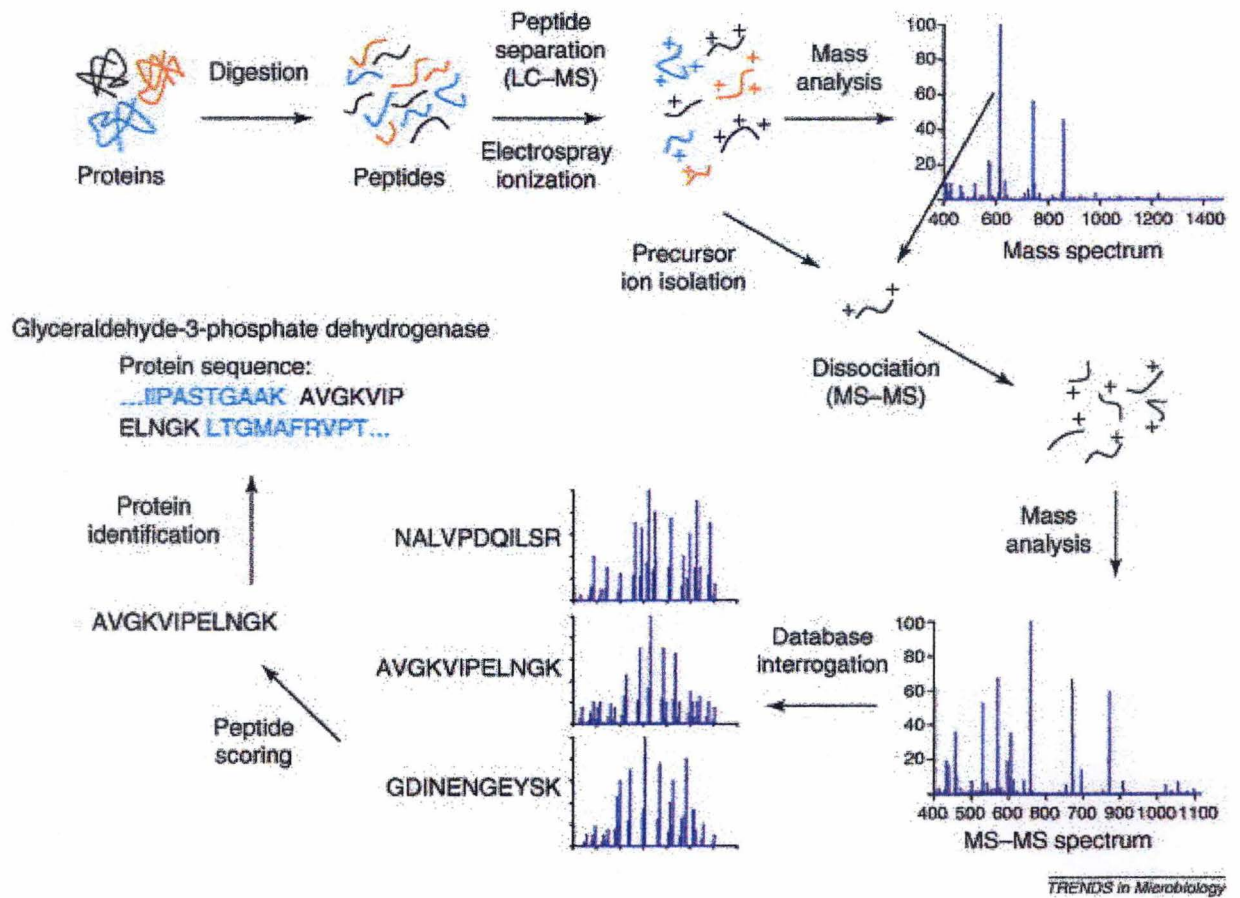 Proteins
Digestion
Peptides
Peptide
separation
(LC–MS)
Electrospray
ionization
+ + + + + + + + + + + + + + +
Mass
analysis
100
80
60
40
20
400 600 800 1000 1200 1400
Mass spectrum
Precursor
ion isolation
+ +
Dissociation
(MS–MS)
+ + + + + +
Mass
analysis
100
80
60
40
20
400 500 600 700 800 900 1000 1100
MS–MS spectrum
Database
interrogation
NALVPDQILSR
AVGKVIPELNGK
GDINENGEYSK
Peptide
scoring
AVGKVIPELNGK
Protein
identification
Glyceraldehyde-3-phosphate dehydrogenase
Protein sequence:
PASTGAAK AVGKVIP
ELNGK LTGMAFRVPT...
TRENDS in Microbiology